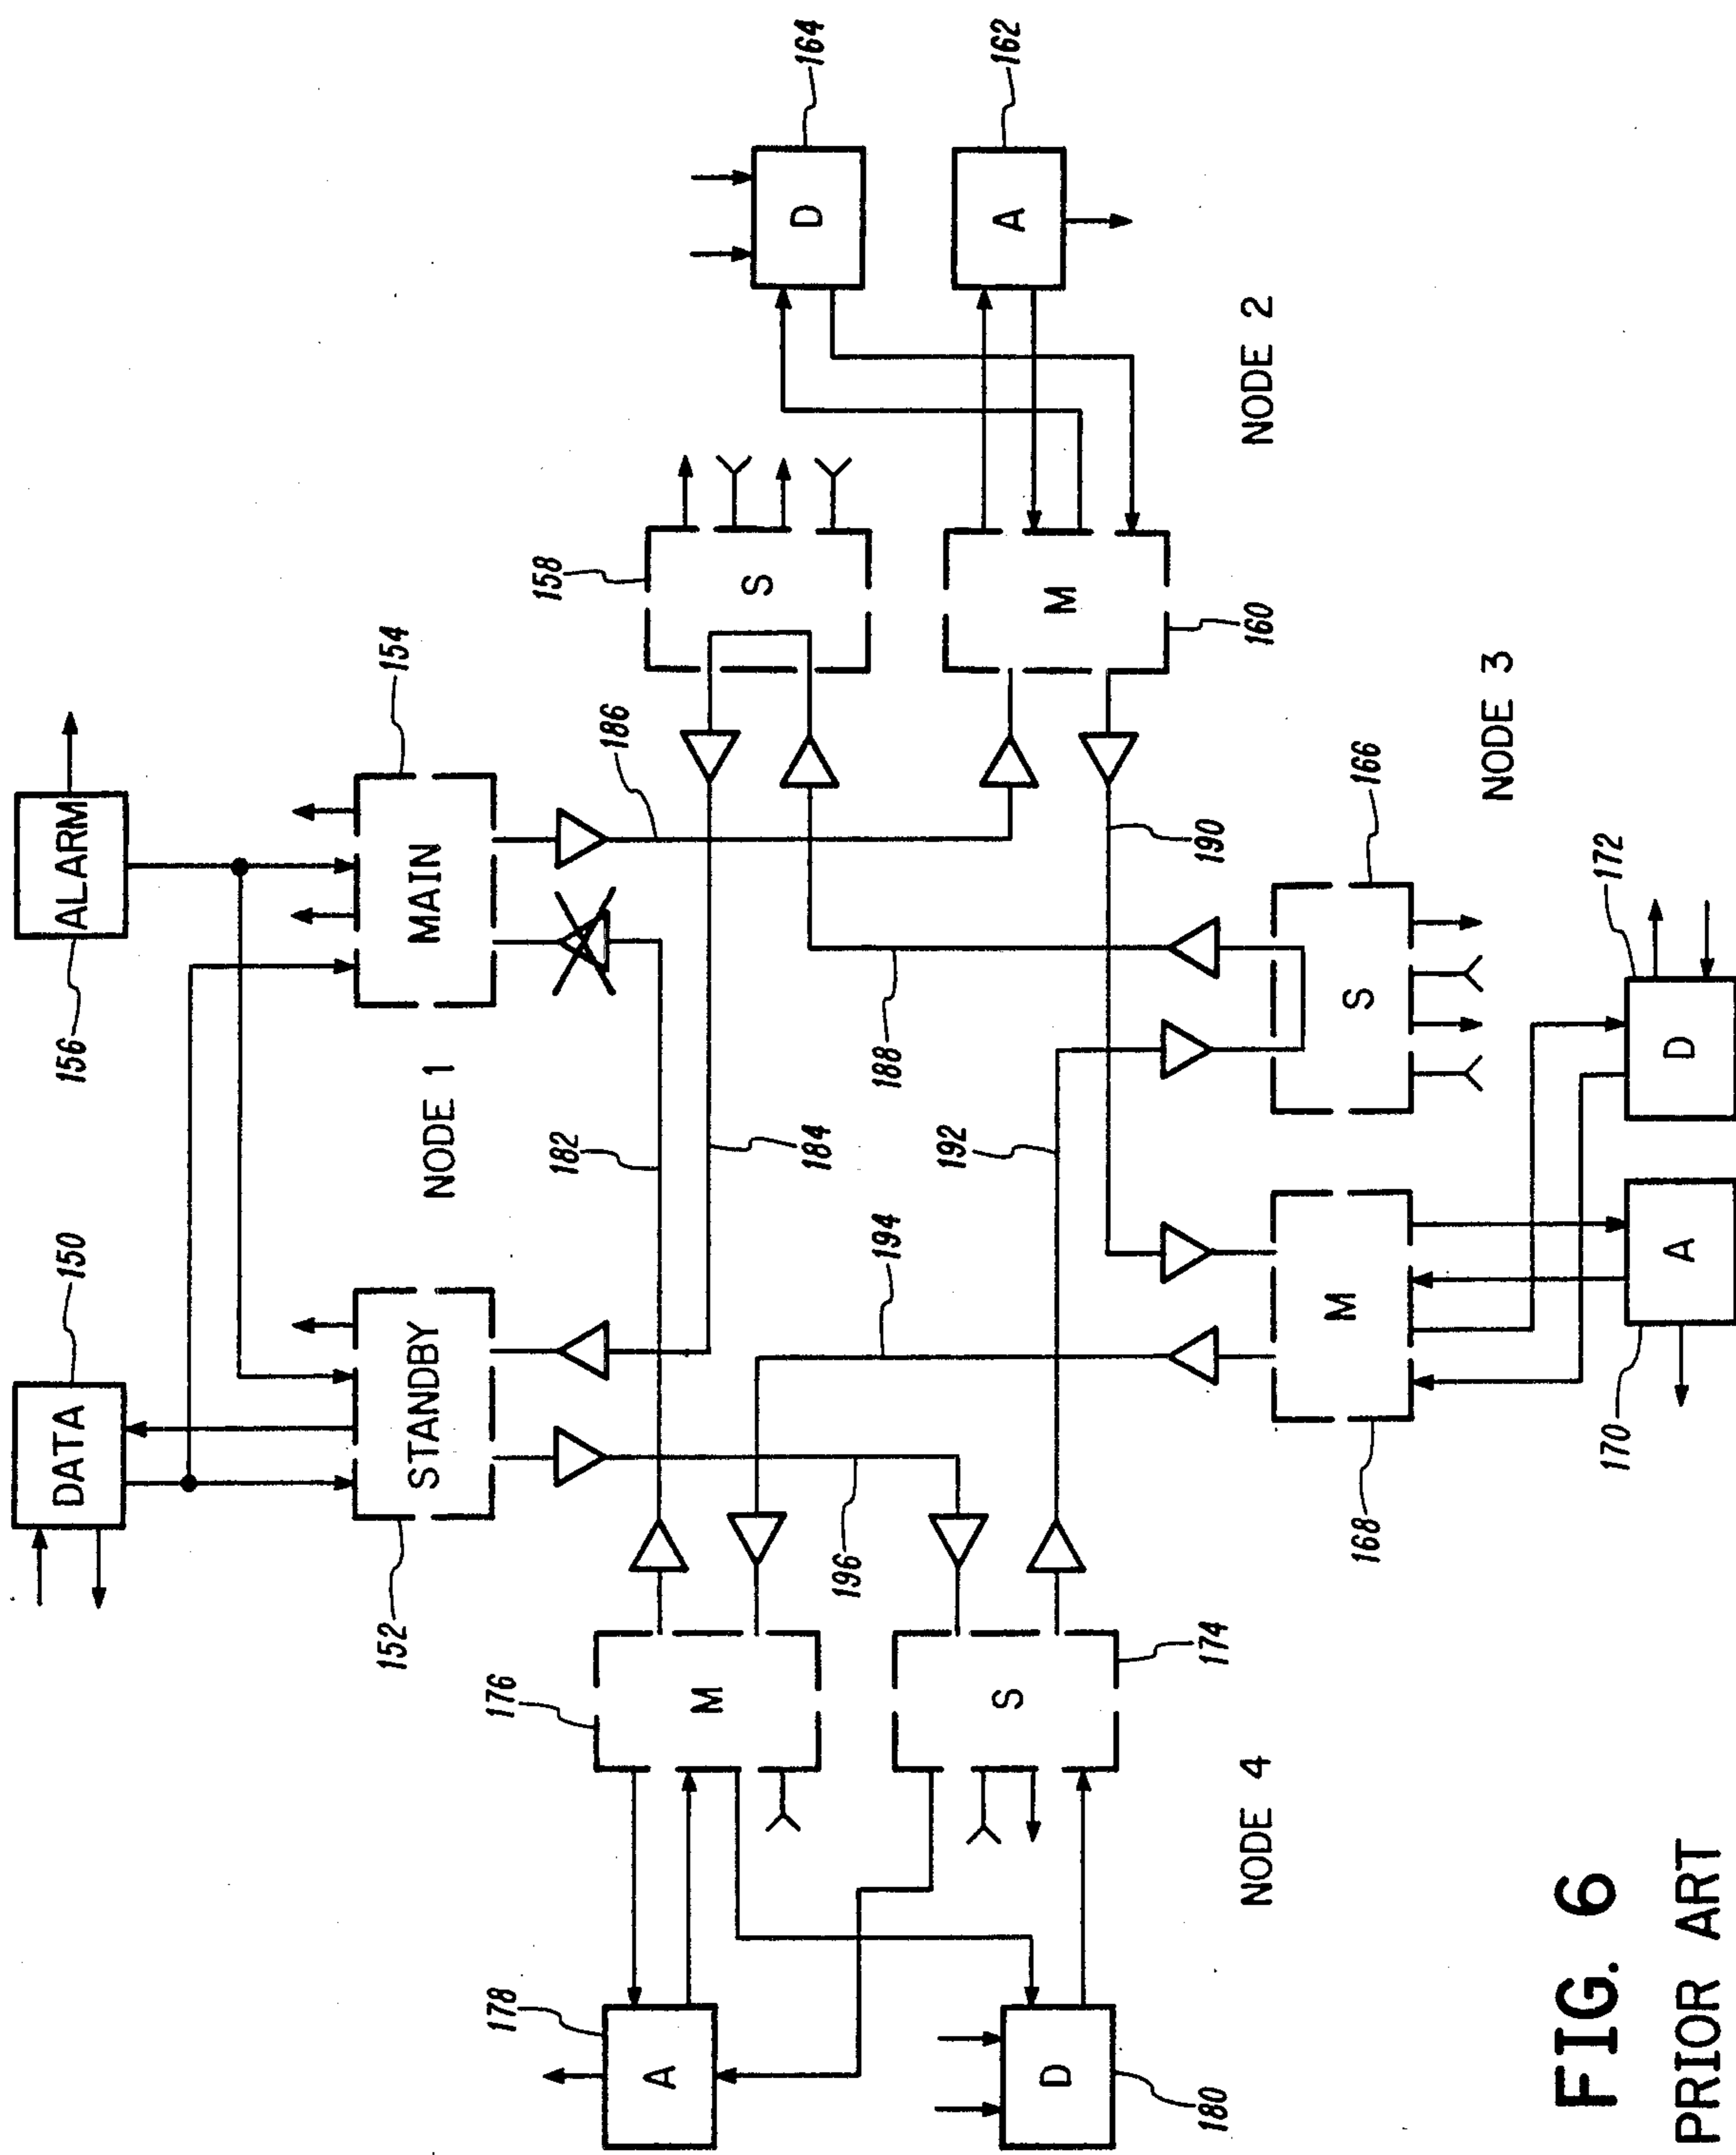 DATA
150
ALARM
156
152
STANDBY
MAIN
154
NODE 1
176
M
178
A
182
184
186
158
S
164
D
196
194
192
188
190
174
S
180
D
NODE 4
M
160
162
A
NODE 2
168
M
166
S
NODE 3
170
A
172
D
FIG. 6
PRIOR ART